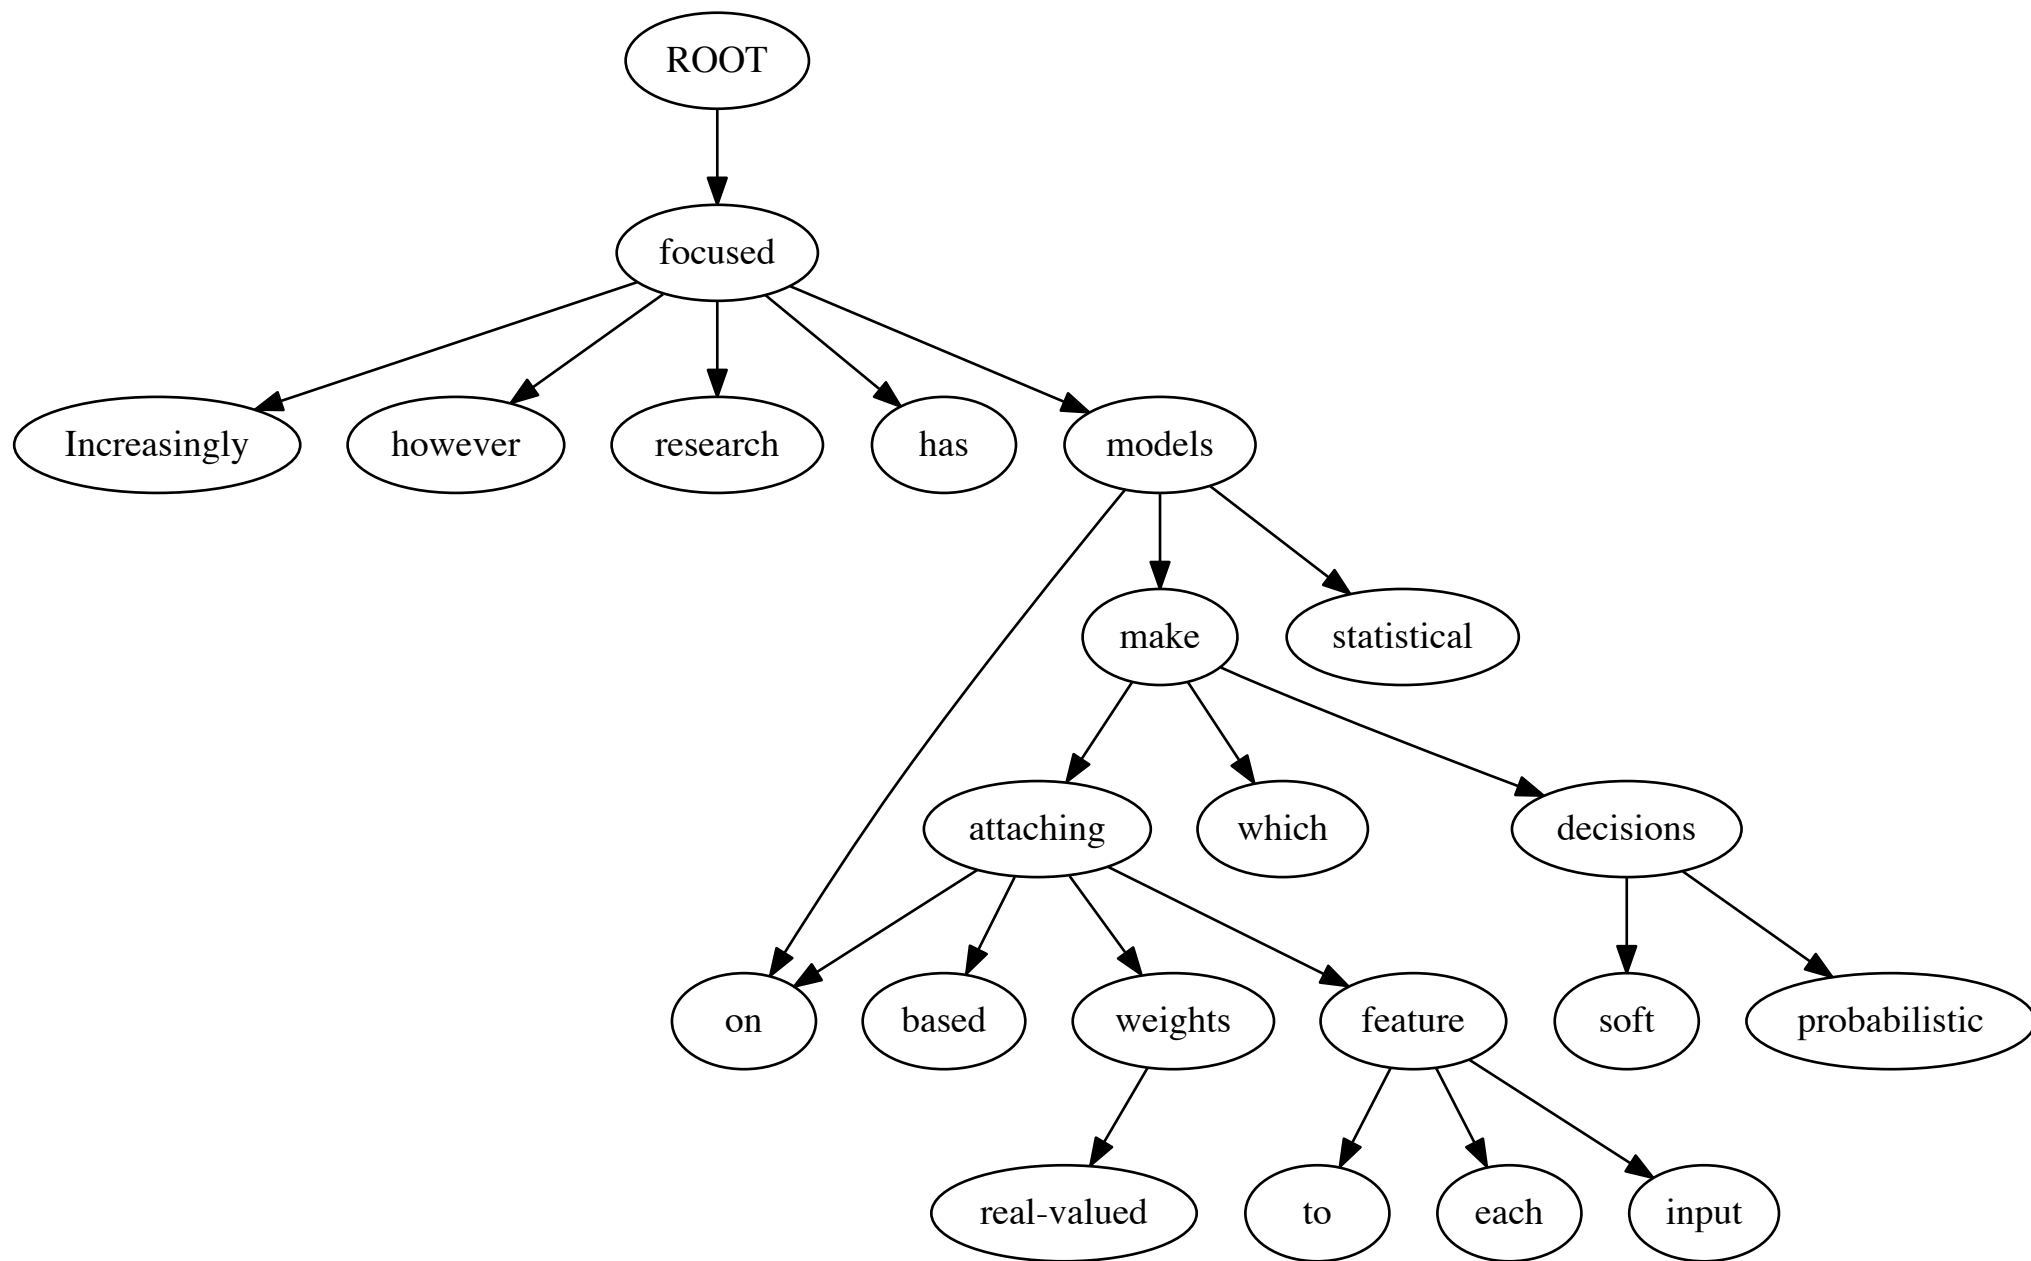 ROOT
focused
Increasingly however research has models
make statistical
attaching which decisions
on based weights feature soft probabilistic
real-valued to each input